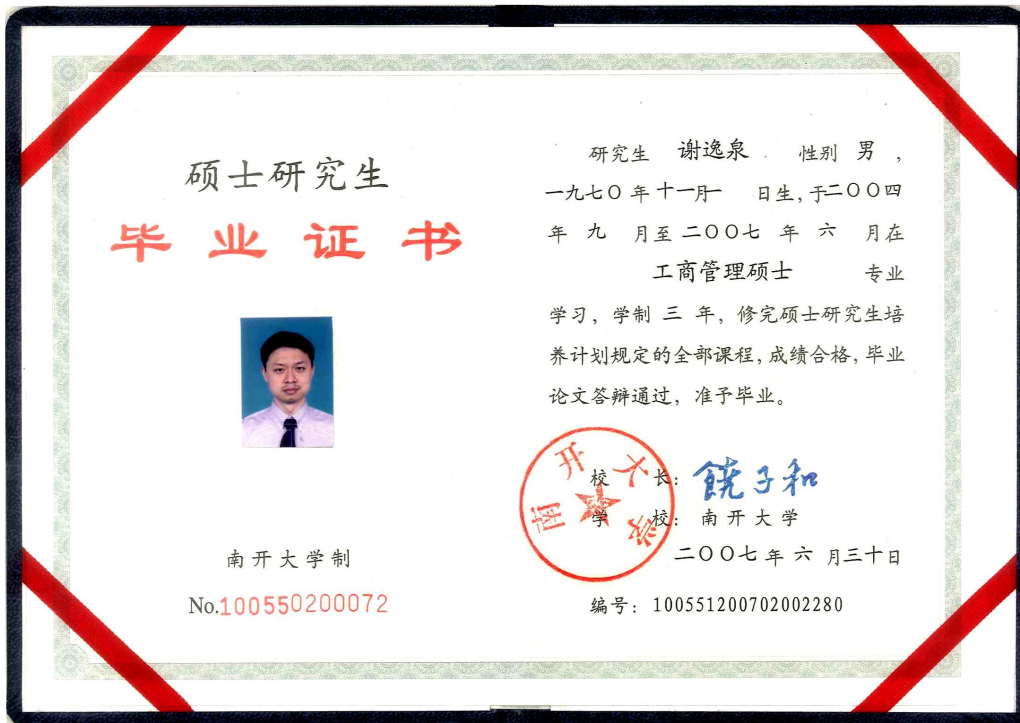 硕士研究生
毕业证书
南开大学制
No.100550200072
研究生 谢逸泉 性别 男，
一九七〇年十一月一 日生，于二〇〇四
年 九 月至 二〇〇七 年 六 月在
工商管理硕士 专业
学习，学制 三 年，修完硕士研究生培
养计划规定的全部课程，成绩合格，毕业
论文答辩通过，准予毕业。
校 长：饒子和
学 校：南开大学
二〇〇七年 六 月三十日
编号：100551200702002280
南开大学